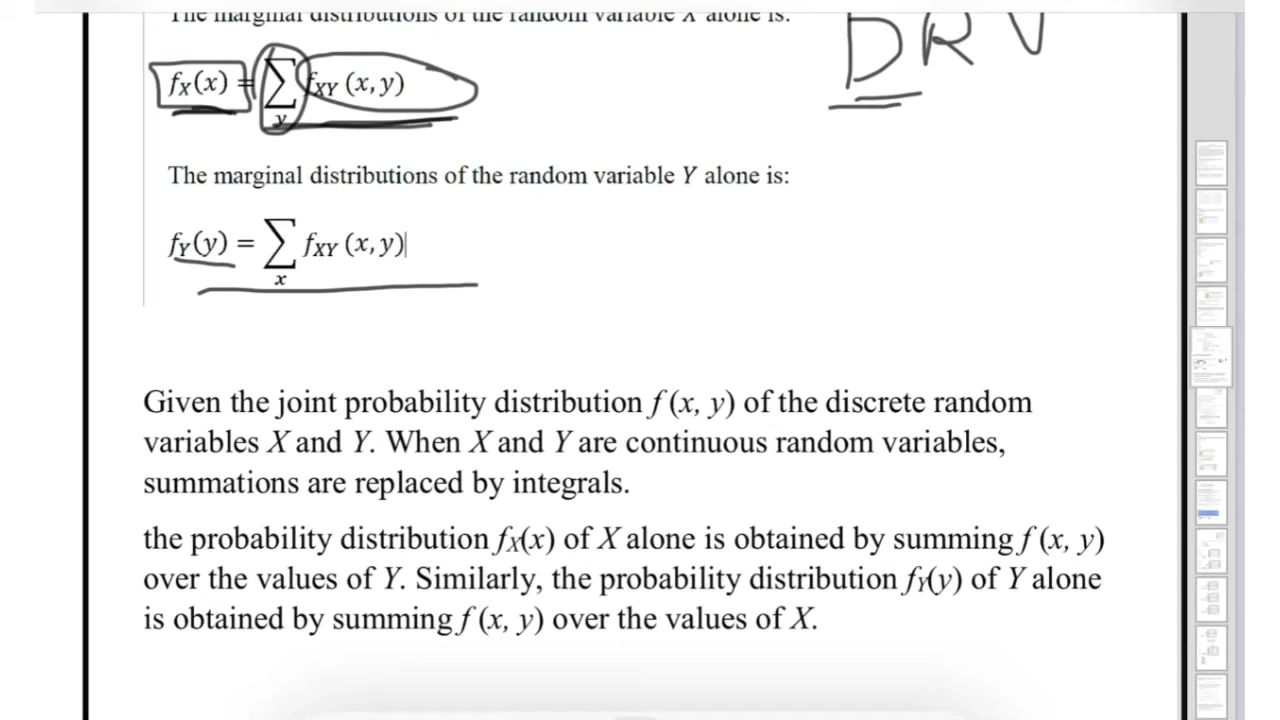 The marginal distributions of the random variable X alone is:
DRV
fX(x) = ∑y fXY (x, y)
The marginal distributions of the random variable Y alone is:
fY(y) = ∑x fXY (x, y)
Given the joint probability distribution f (x, y) of the discrete random
variables X and Y. When X and Y are continuous random variables,
summations are replaced by integrals.
the probability distribution fX(x) of X alone is obtained by summing f (x, y)
over the values of Y. Similarly, the probability distribution fY(y) of Y alone
is obtained by summing f (x, y) over the values of X.